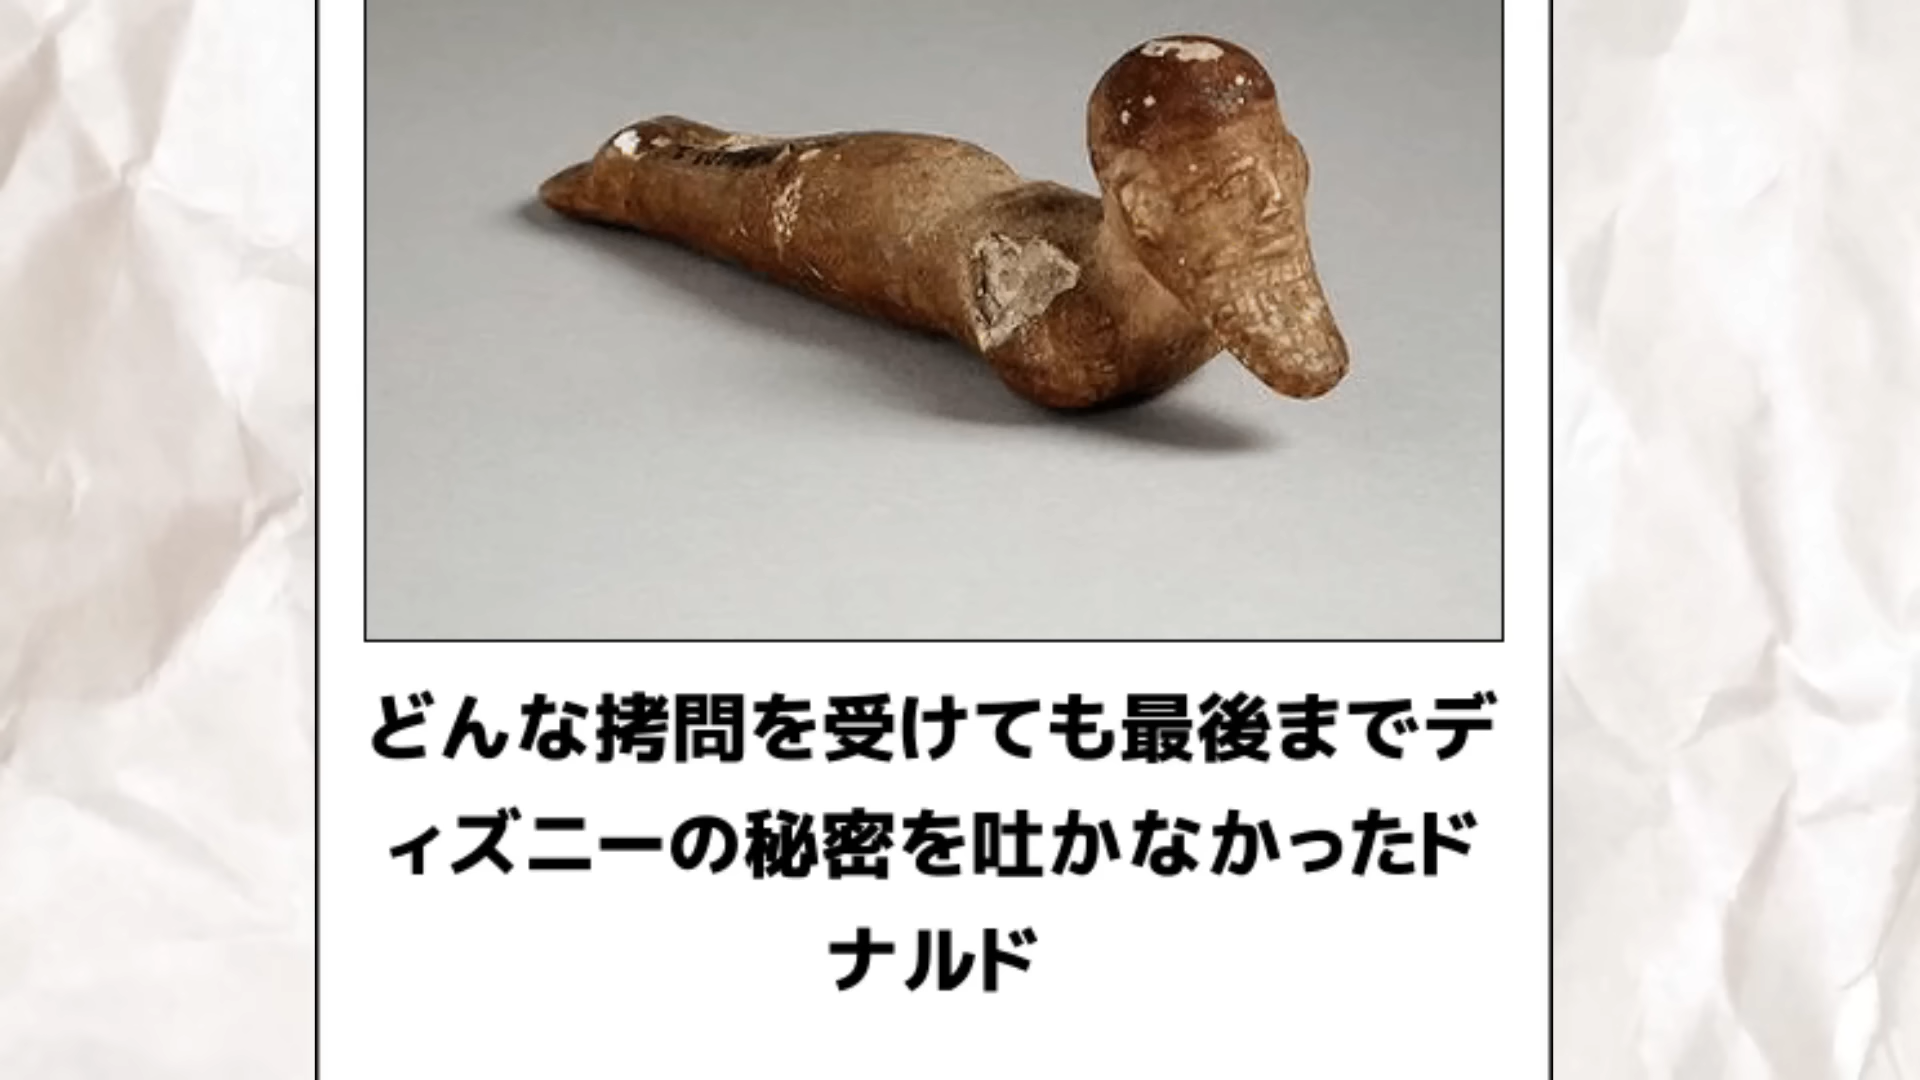 どんな拷問を受けても最後までデ
ィズニーの秘密を吐かなかったド
ナルド